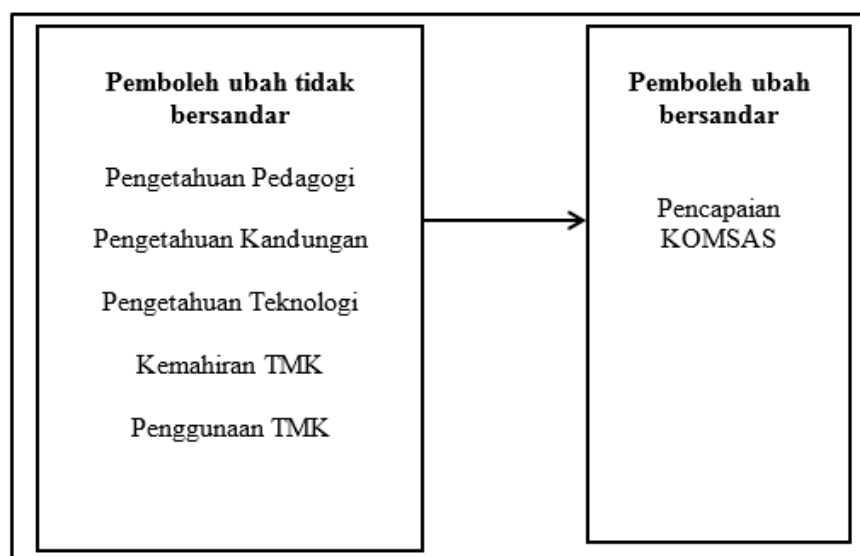 Pemboleh ubah tidak
bersandar
Pengetahuan Pedagogi
Pengetahuan Kandungan
Pengetahuan Teknologi
Kemahiran TMK
Penggunaan TMK
Pemboleh ubah
bersandar
Pencapaian
KOMSAS